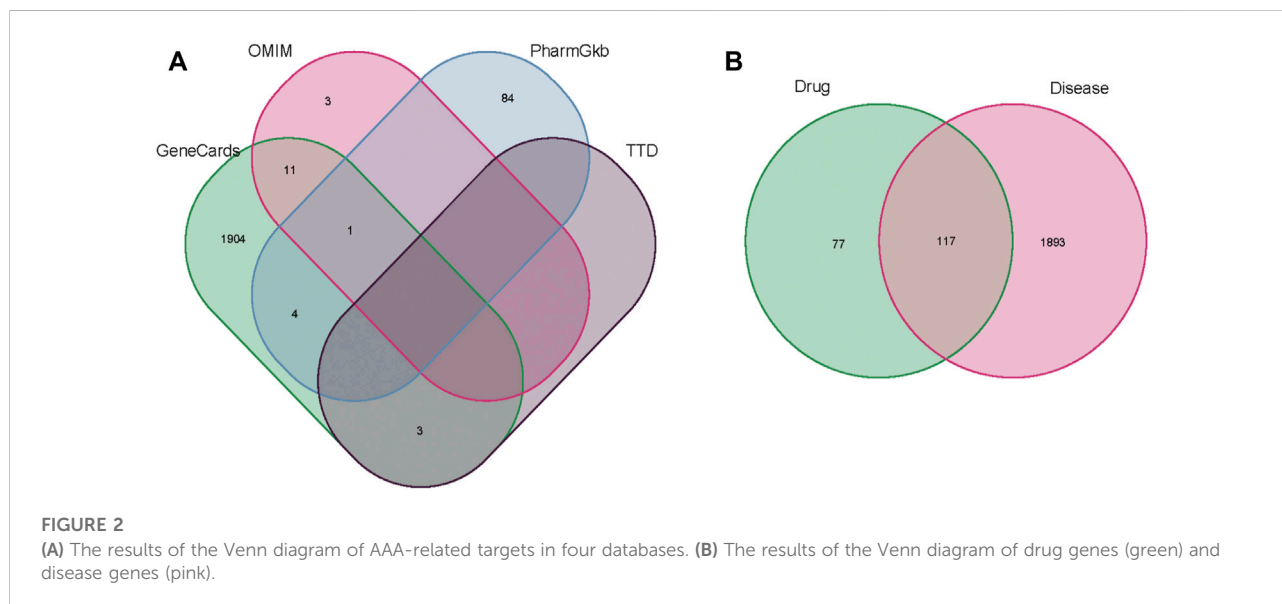 A
OMIM
PharmGkb
GeneCards
TTD
3
84
11
1904
1
4
3
B
Drug
Disease
77
117
1893
FIGURE 2
(A) The results of the Venn diagram of AAA-related targets in four databases. (B) The results of the Venn diagram of drug genes (green) and
disease genes (pink).